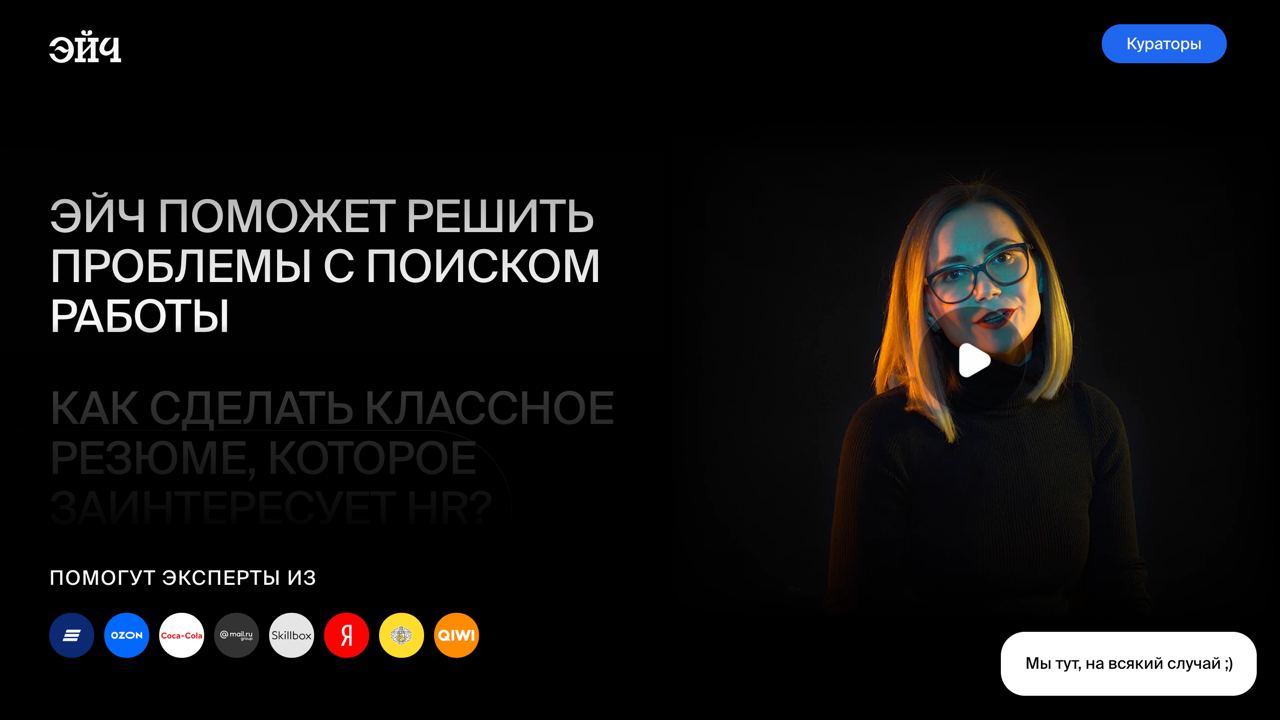 ЭЙЧ
Кураторы
ЭЙЧ ПОМОЖЕТ РЕШИТЬ
ПРОБЛЕМЫ С ПОИСКОМ
РАБОТЫ
КАК СДЕЛАТЬ КЛАССНОЕ
РЕЗЮМЕ, КОТОРОЕ
ЗАИНТЕРЕСУЕТ HR?
ПОМОГУТ ЭКСПЕРТЫ ИЗ
OZON
Coca-Cola
@mail.ru
group
Skillbox
Я
QIWI
Мы тут, на всякий случай ;)